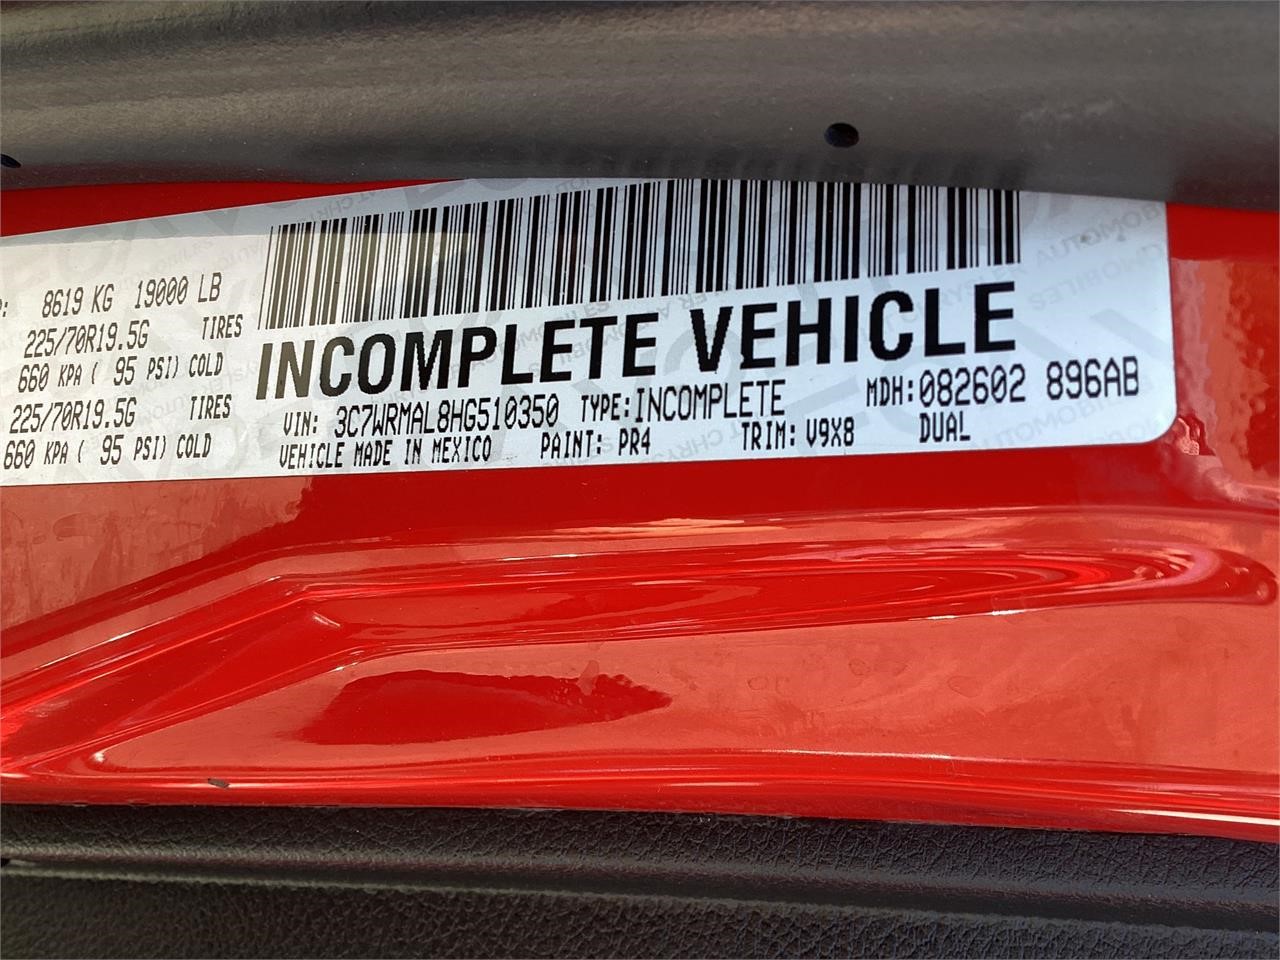 : 8619 KG 19000 LB
225/70R19.5G TIRES
660 KPA ( 95 PSI) COLD
225/70R19.5G TIRES
660 KPA ( 95 PSI) COLD
INCOMPLETE VEHICLE
VIN: 3C7WRMAL8HG510350 TYPE:INCOMPLETE MDH:082602 896AB
VEHICLE MADE IN MEXICO PAINT: PR4 TRIM: V9X8 DUAL